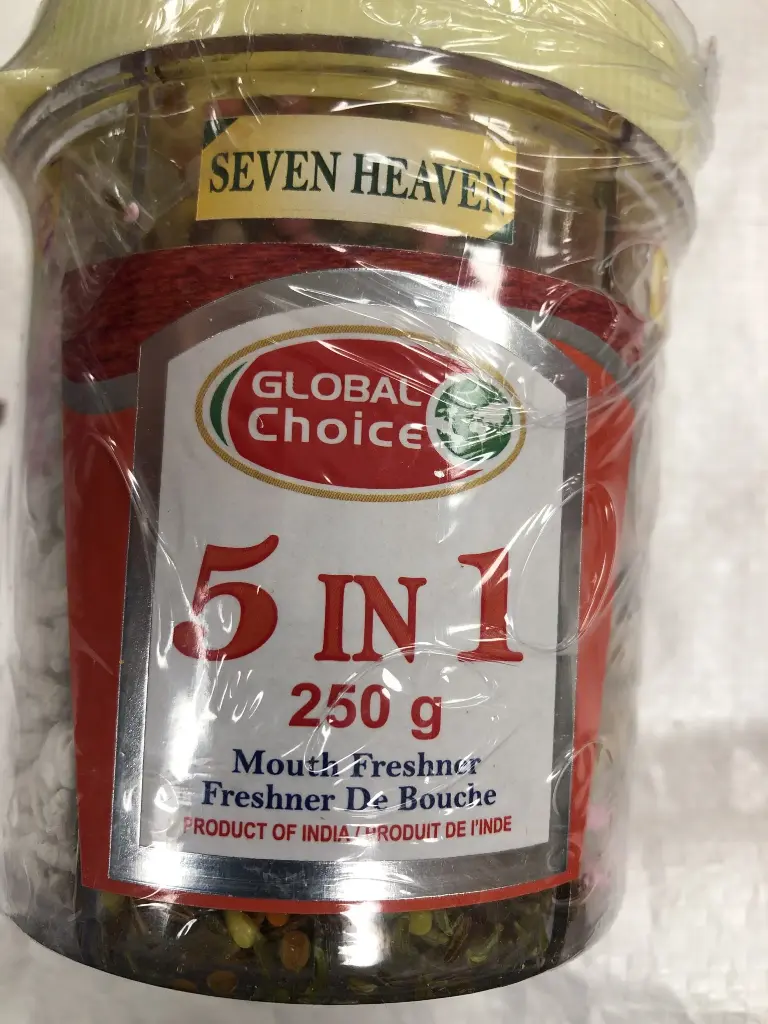 SEVEN HEAVEN
GLOBAL
Choice
5 IN 1
250 g
Mouth Freshner
Freshner De Bouche
PRODUCT OF INDIA / PRODUIT DE l'INDE